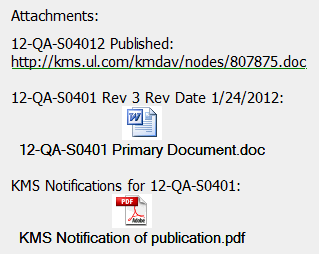 Attachments:
12-QA-S04012 Published:
http://kms.ul.com/kmdav/nodes/807875.doc
12-QA-S0401 Rev 3 Rev Date 1/24/2012:
W
12-QA-S0401 Primary Document.doc
KMS Notifications for 12-QA-S0401:
PDF
Adobe
KMS Notification of publication.pdf